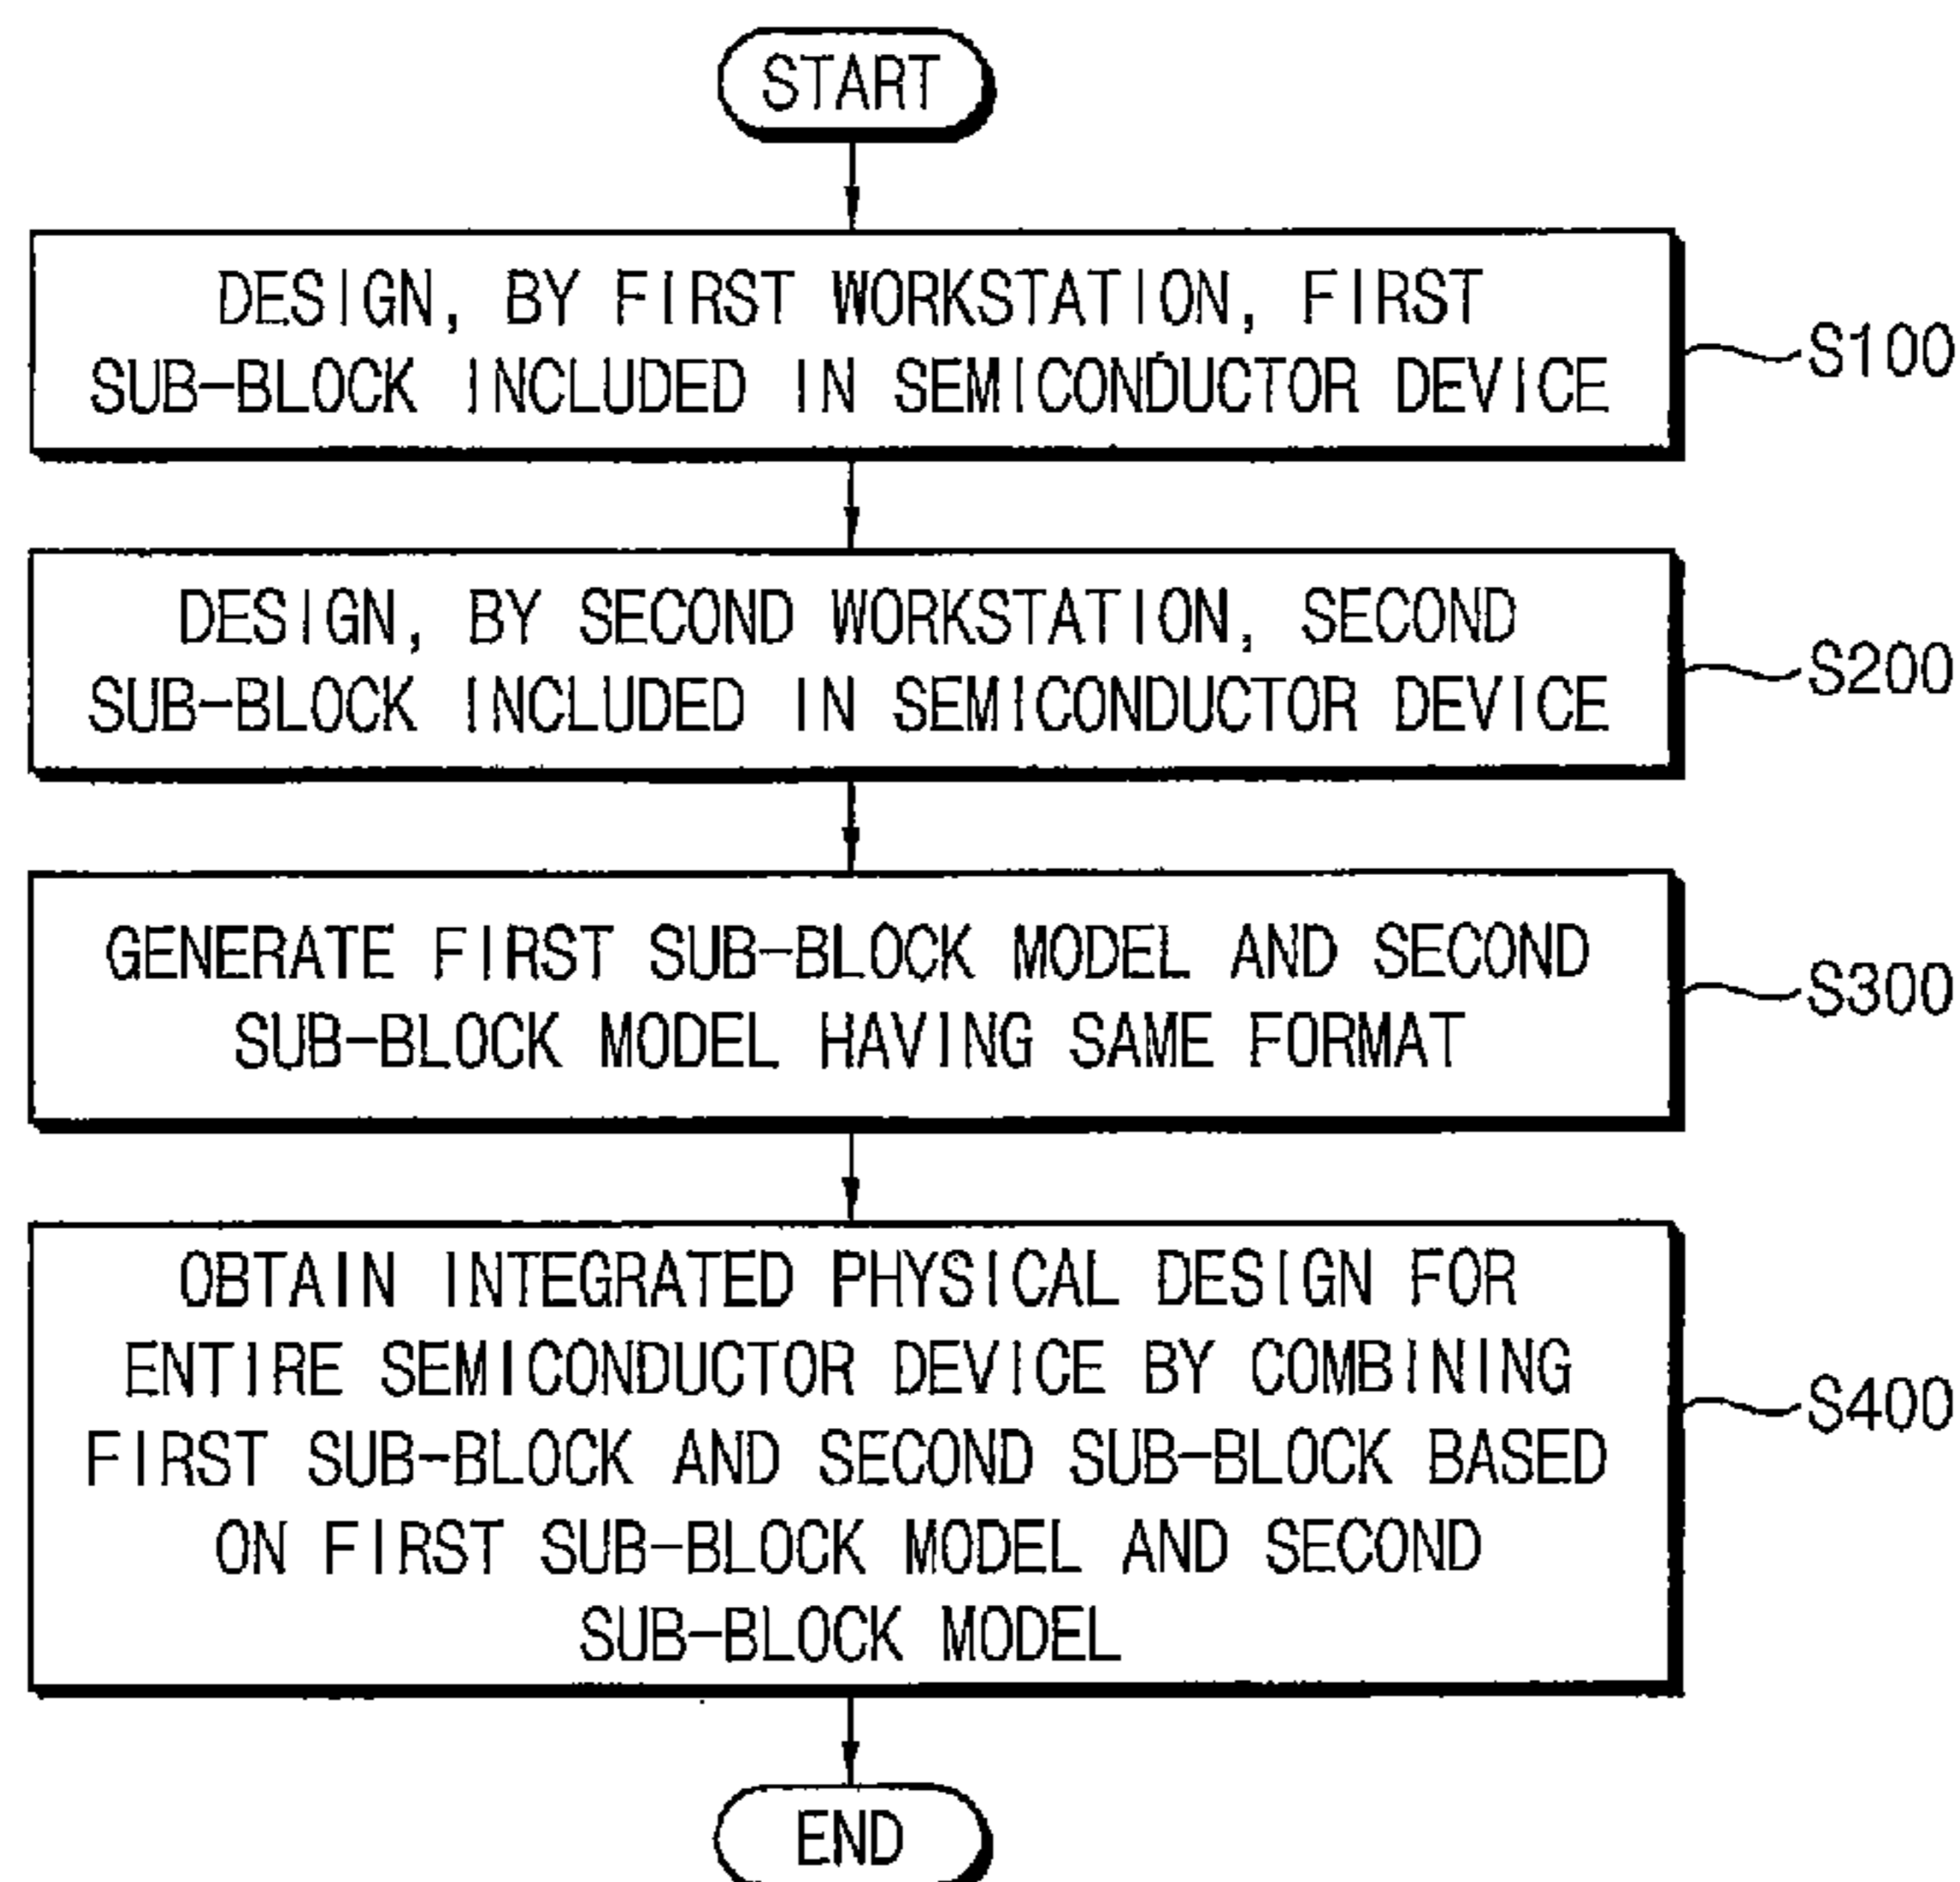 START
DESIGN, BY FIRST WORKSTATION, FIRST
SUB-BLOCK INCLUDED IN SEMICONDUCTOR DEVICE
S100
DESIGN, BY SECOND WORKSTATION, SECOND
SUB-BLOCK INCLUDED IN SEMICONDUCTOR DEVICE
S200
GENERATE FIRST SUB-BLOCK MODEL AND SECOND
SUB-BLOCK MODEL HAVING SAME FORMAT
S300
OBTAIN INTEGRATED PHYSICAL DESIGN FOR
ENTIRE SEMICONDUCTOR DEVICE BY COMBINING
FIRST SUB-BLOCK AND SECOND SUB-BLOCK BASED
ON FIRST SUB-BLOCK MODEL AND SECOND
SUB-BLOCK MODEL
S400
END